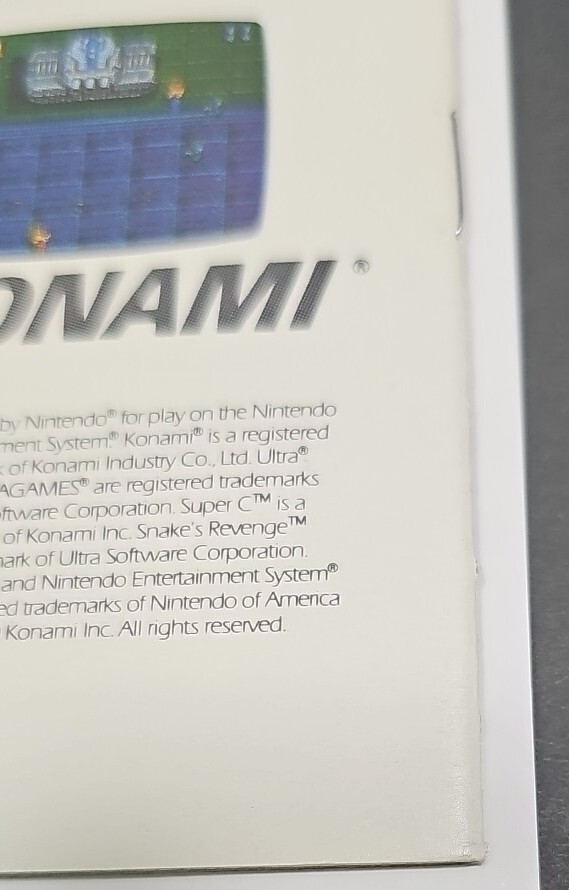 ONAMI®
by Nintendo® for play on the Nintendo
ment System® Konami® is a registered
k of Konami Industry Co., Ltd. Ultra®
AGAMES® are registered trademarks
oftware Corporation. Super C™ is a
of Konami Inc. Snake's Revenge™
mark of Ultra Software Corporation.
and Nintendo Entertainment System®
ed trademarks of Nintendo of America
Konami Inc. All rights reserved.